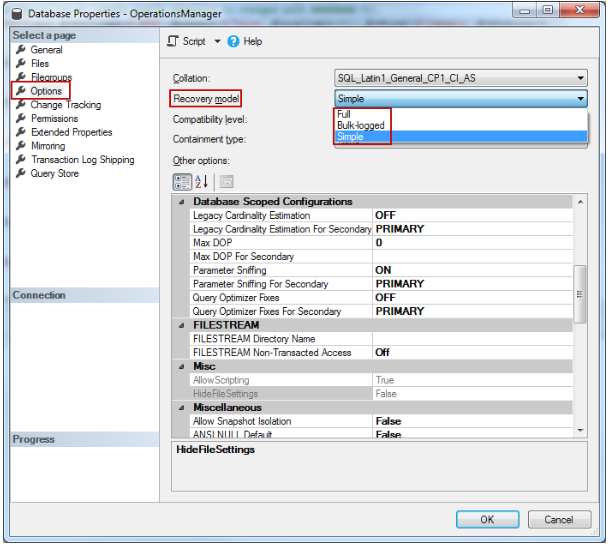 Database Properties - OperationsManager
Select a page
General
Files
Filegroups
Options
Change Tracking
Permissions
Extended Properties
Mirroring
Transaction Log Shipping
Query Store
Connection
Progress
Script Help
Collation: SQL_Latin1_General_CP1_CI_AS
Recovery model: Simple
Full
Compatibility level: Bulk-logged
Simple
Containment type:
Other options:
Database Scoped Configurations
Legacy Cardinality Estimation OFF
Legacy Cardinality Estimation For Secondary PRIMARY
Max DOP 0
Max DOP For Secondary
Parameter Sniffing ON
Parameter Sniffing For Secondary PRIMARY
Query Optimizer Fixes OFF
Query Optimizer Fixes For Secondary PRIMARY
FILESTREAM
FILESTREAM Directory Name
FILESTREAM Non-Transacted Access Off
Misc
AllowScripting True
HideFileSettings False
Miscellaneous
Allow Snapshot Isolation False
ANSI NULL Default False
HideFileSettings
OK Cancel